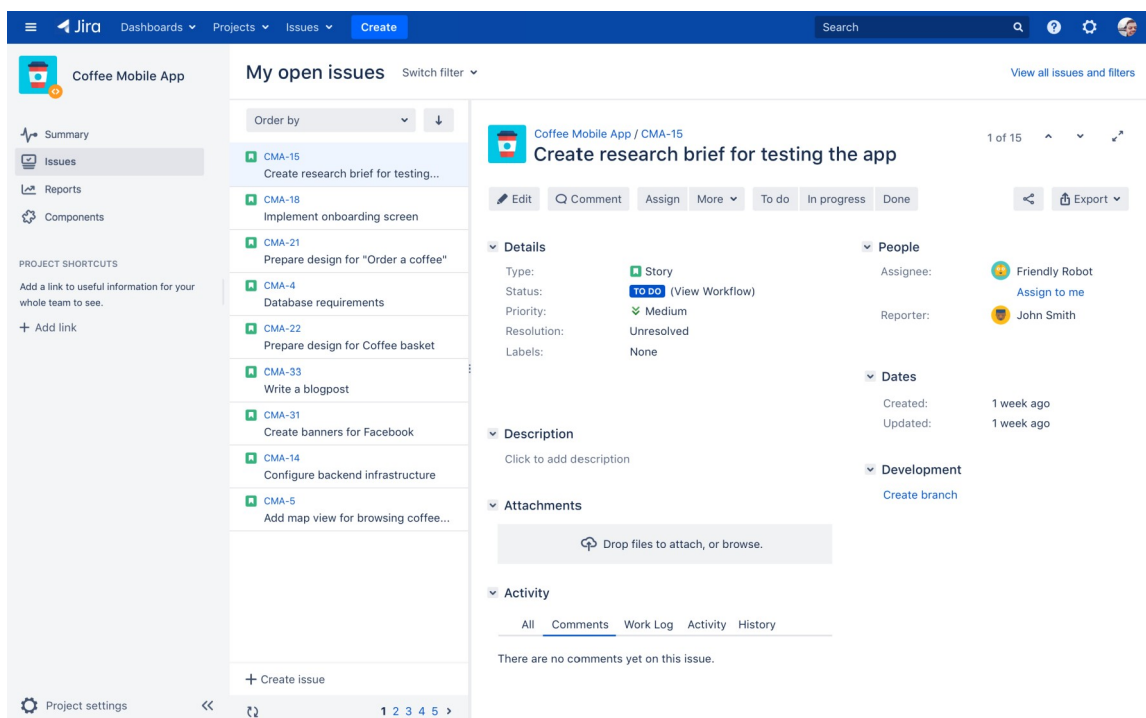 Jira Dashboards Projects Issues Create Search
Coffee Mobile App
Summary
Issues
Reports
Components
PROJECT SHORTCUTS
Add a link to useful information for your
whole team to see.
+ Add link
Project settings
My open issues Switch filter
View all issues and filters
Order by
CMA-15
Create research brief for testing...
CMA-18
Implement onboarding screen
CMA-21
Prepare design for "Order a coffee"
CMA-4
Database requirements
CMA-22
Prepare design for Coffee basket
CMA-33
Write a blogpost
CMA-31
Create banners for Facebook
CMA-14
Configure backend infrastructure
CMA-5
Add map view for browsing coffee...
+ Create issue
1 2 3 4 5
Coffee Mobile App / CMA-15
Create research brief for testing the app
1 of 15
Edit Comment Assign More To do In progress Done Export
Details
Type: Story
Status: TO DO (View Workflow)
Priority: Medium
Resolution: Unresolved
Labels: None
Description
Click to add description
Attachments
Drop files to attach, or browse.
Activity
All Comments Work Log Activity History
There are no comments yet on this issue.
People
Assignee: Friendly Robot
Assign to me
Reporter: John Smith
Dates
Created: 1 week ago
Updated: 1 week ago
Development
Create branch